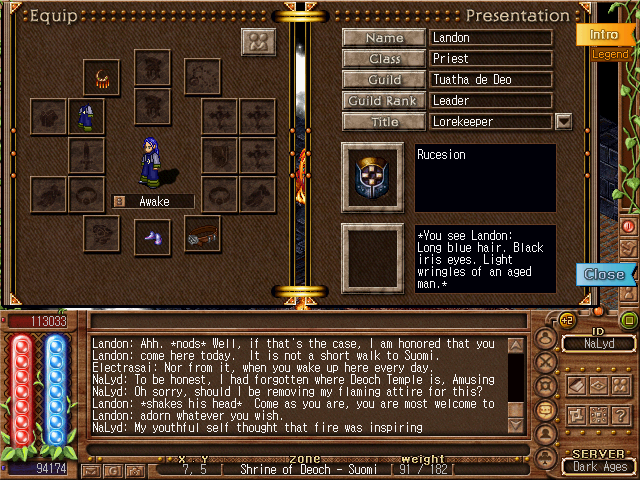 Equip
Presentation
Intro
Legend
Name
Landon
Class
Priest
Guild
Tuatha de Deo
Guild Rank
Leader
Title
Lorekeeper
Rucesion
Awake
*You see Landon:
Long blue hair. Black
iris eyes. Light
wringles of an aged
man.*
Close
113033
Landon: Ahh. *nods* Well, if that's the case, I am honored that you
Landon: come here today.  It is not a short walk to Suomi.
Electrasai: Nor from it, when you wake up here every day.
NaLyd: To be honest, I had forgotten where Deoch Temple is, Amusing
NaLyd: Oh sorry, should I be removing my flaming attire for this?
Landon: *shakes his head*  Come as you are, you are most welcome to
Landon: adorn whatever you wish.
NaLyd: My youthful self thought that fire was inspiring
+2
ID
NaLyd
94174
x . Y zone weight
7, 5 Shrine of Deoch - Suomi 91 / 182
SERVER
Dark Ages